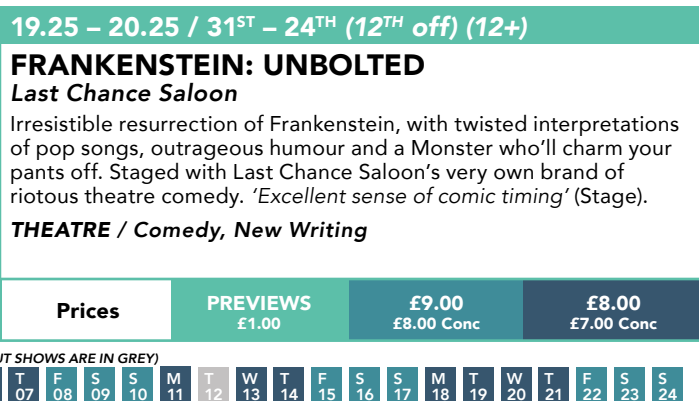 19.25 – 20.25 / 31ST – 24TH (12TH off) (12+)
FRANKENSTEIN: UNBOLTED
Last Chance Saloon
Irresistible resurrection of Frankenstein, with twisted interpretations
of pop songs, outrageous humour and a Monster who'll charm your
pants off. Staged with Last Chance Saloon's very own brand of
riotous theatre comedy. 'Excellent sense of comic timing' (Stage).
THEATRE / Comedy, New Writing
Prices PREVIEWS £9.00 £8.00
£1.00 £8.00 Conc £7.00 Conc
UT SHOWS ARE IN GREY)
T F S S M T W T F S S M T W T F S S
07 08 09 10 11 12 13 14 15 16 17 18 19 20 21 22 23 24